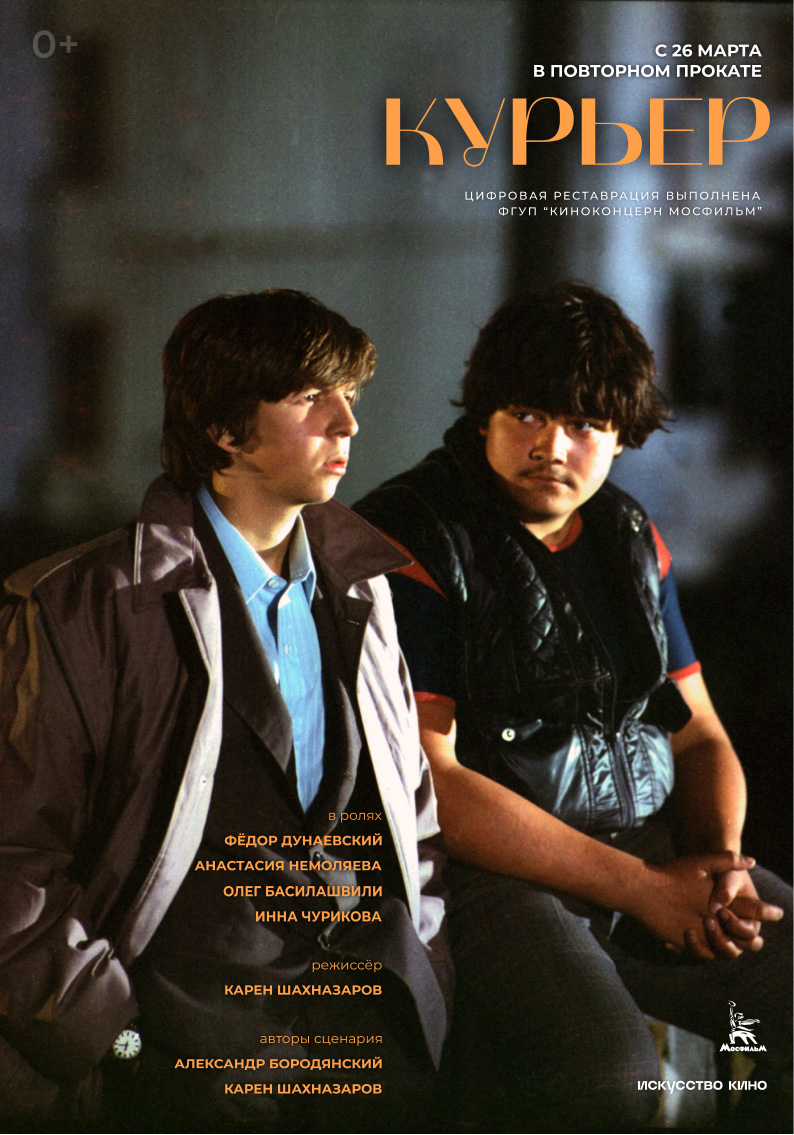 0+
С 26 МАРТА
В ПОВТОРНОМ ПРОКАТЕ
КУРЬЕР
ЦИФРОВАЯ РЕСТАВРАЦИЯ ВЫПОЛНЕНА
ФГУП “КИНОКОНЦЕРН МОСФИЛЬМ”
в ролях
ФЁДОР ДУНАЕВСКИЙ
АНАСТАСИЯ НЕМОЛЯЕВА
ОЛЕГ БАСИЛАШВИЛИ
ИННА ЧУРИКОВА
режиссёр
КАРЕН ШАХНАЗАРОВ
авторы сценария
АЛЕКСАНДР БОРОДЯНСКИЙ
КАРЕН ШАХНАЗАРОВ
МОСФИЛЬМ
ИСКУССТВО КИНО